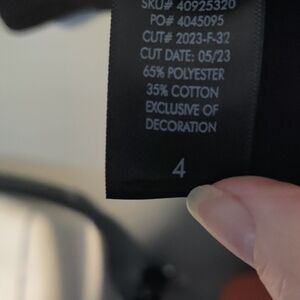 SKU# 40925320
PO# 4045095
CUT# 2023-F-32
CUT DATE: 05/23
65% POLYESTER
35% COTTON
EXCLUSIVE OF
DECORATION
4